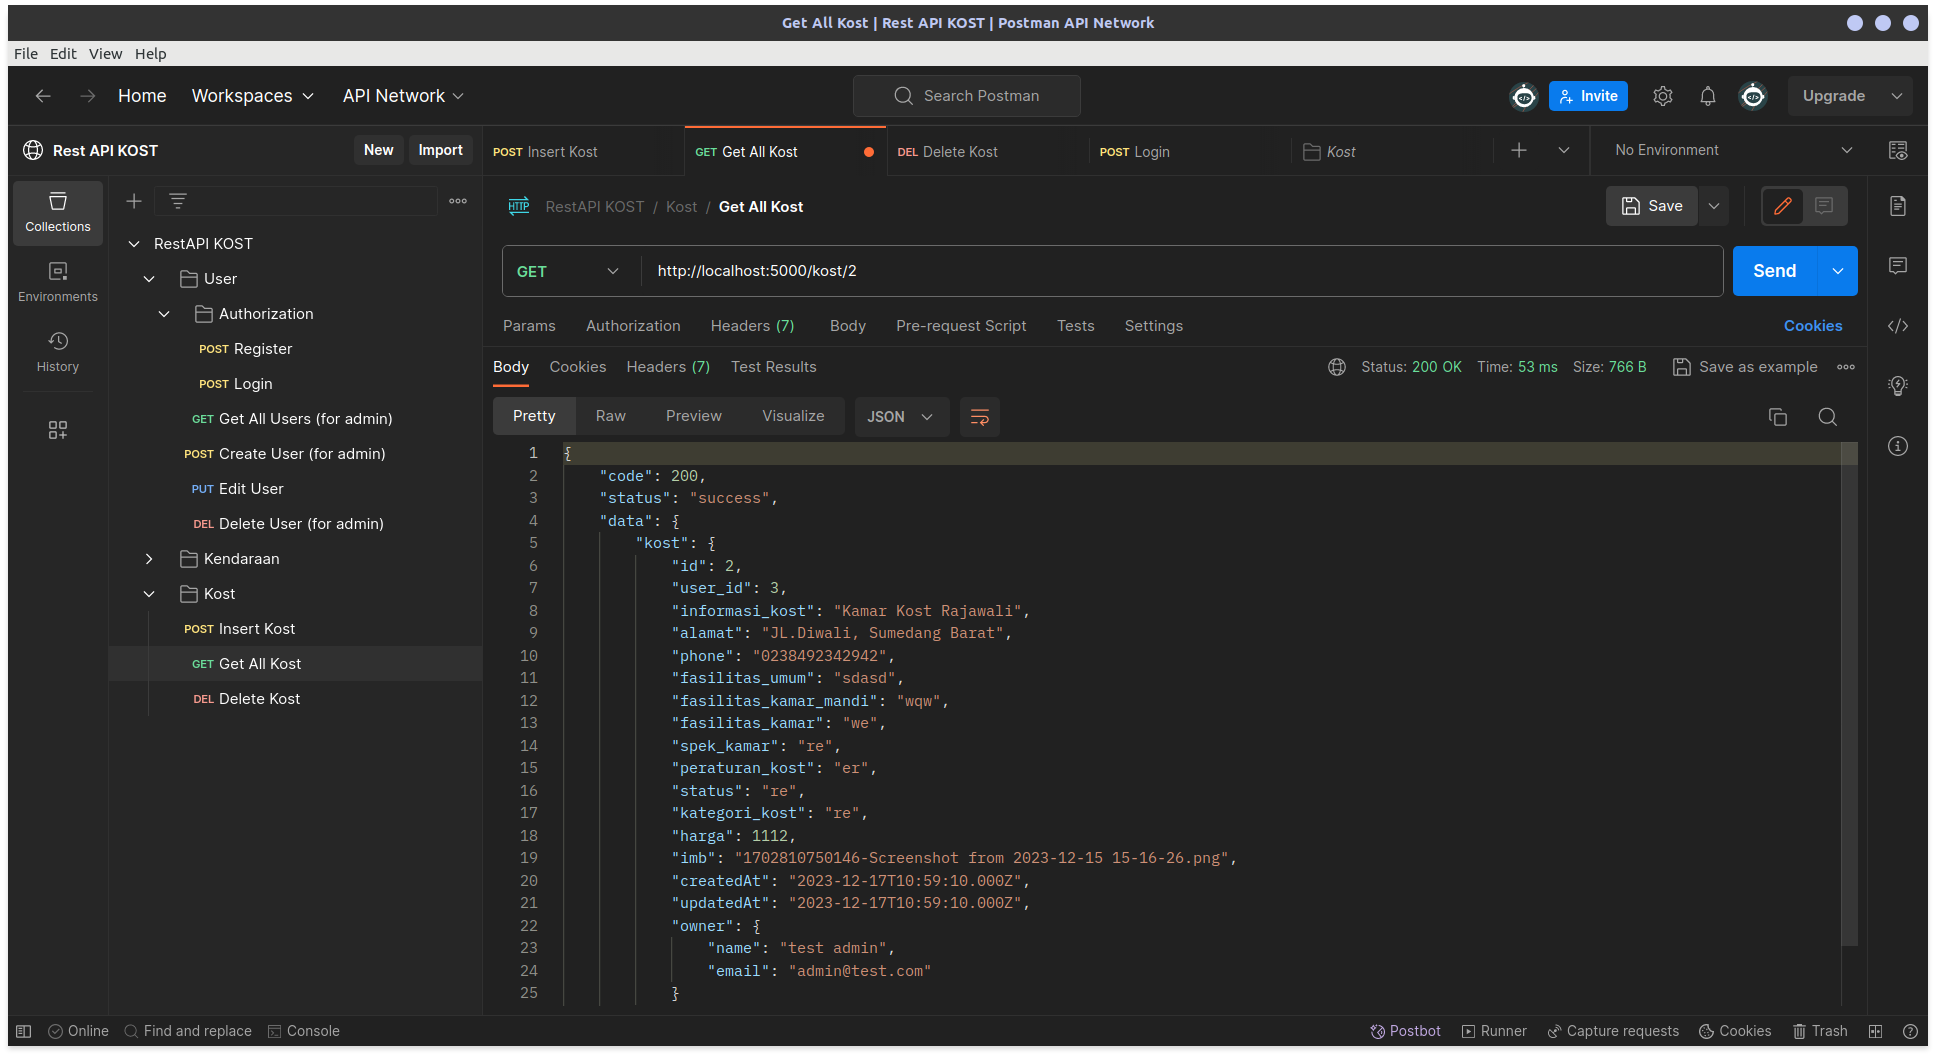 Get All Kost | Rest API KOST | Postman API Network
File Edit View Help
Home Workspaces API Network Search Postman Invite Upgrade
Rest API KOST New Import
POST Insert Kost GET Get All Kost DEL Delete Kost POST Login Kost No Environment
Collections
Environments
History
RestAPI KOST
User
Authorization
POST Register
POST Login
GET Get All Users (for admin)
POST Create User (for admin)
PUT Edit User
DEL Delete User (for admin)
Kendaraan
Kost
POST Insert Kost
GET Get All Kost
DEL Delete Kost
HTTP RestAPI KOST / Kost / Get All Kost Save
GET http://localhost:5000/kost/2 Send
Params Authorization Headers (7) Body Pre-request Script Tests Settings Cookies
Body Cookies Headers (7) Test Results Status: 200 OK Time: 53 ms Size: 766 B Save as example
Pretty Raw Preview Visualize JSON
1 {
2 "code": 200,
3 "status": "success",
4 "data": {
5 "kost": {
6 "id": 2,
7 "user_id": 3,
8 "informasi_kost": "Kamar Kost Rajawali",
9 "alamat": "JL.Diwali, Sumedang Barat",
10 "phone": "0238492342942",
11 "fasilitas_umum": "sdasd",
12 "fasilitas_kamar_mandi": "wqw",
13 "fasilitas_kamar": "we",
14 "spek_kamar": "re",
15 "peraturan_kost": "er",
16 "status": "re",
17 "kategori_kost": "re",
18 "harga": 1112,
19 "imb": "1702810750146-Screenshot from 2023-12-15 15-16-26.png",
20 "createdAt": "2023-12-17T10:59:10.000Z",
21 "updatedAt": "2023-12-17T10:59:10.000Z",
22 "owner": {
23 "name": "test admin",
24 "email": "admin@test.com"
25 }
Online Find and replace Console Postbot Runner Capture requests Cookies Trash